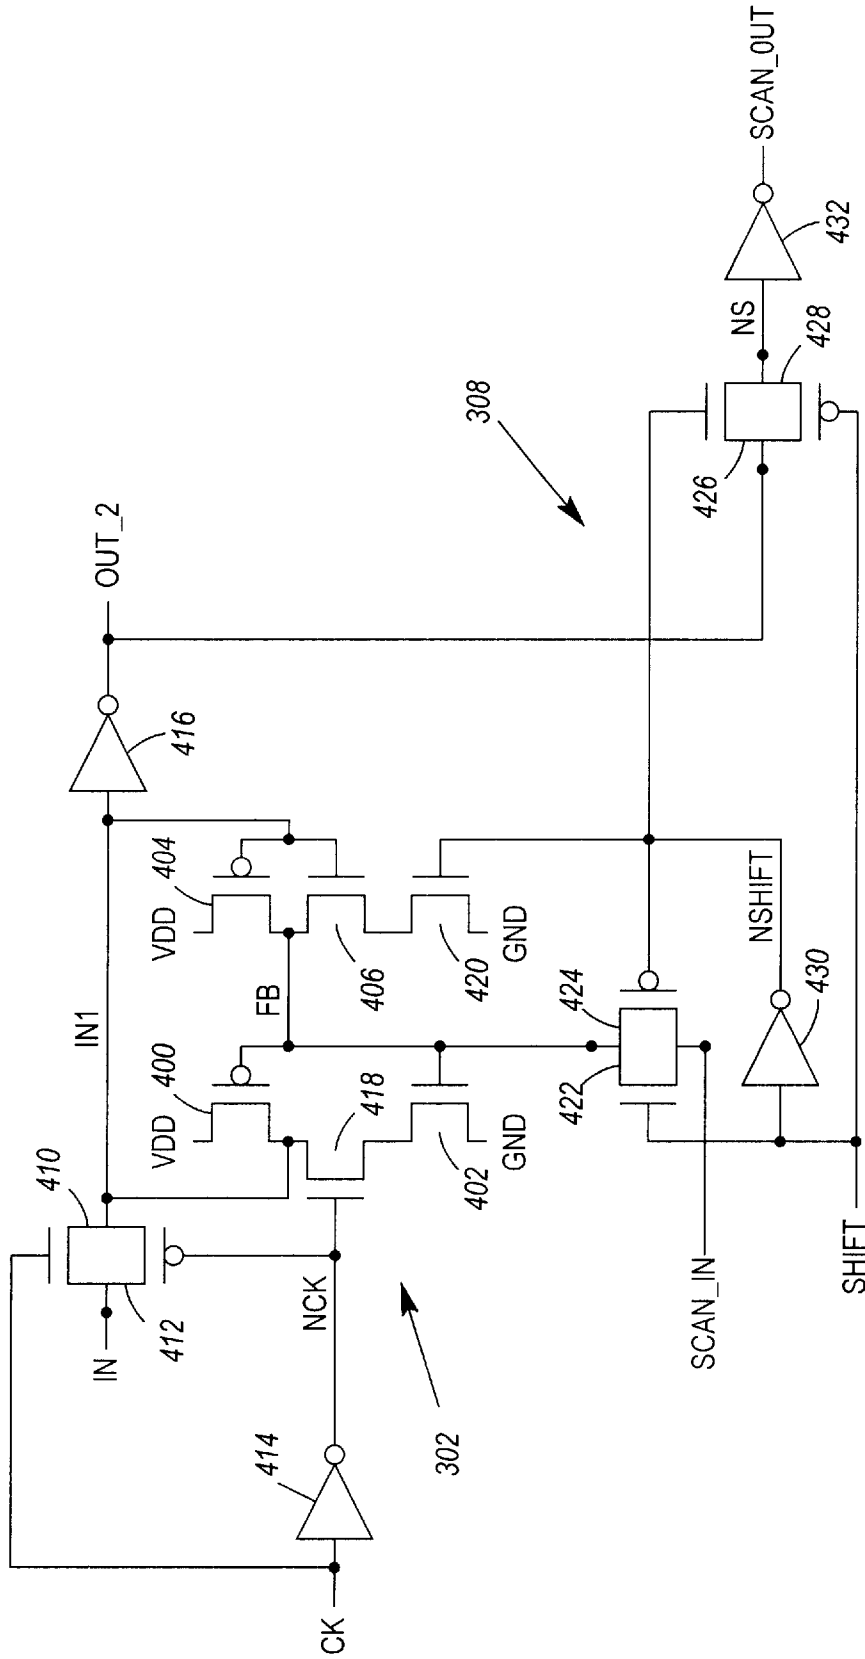 CK
414
302
NCK
IN
412
410
IN1
VDD
400
418
402
GND
FB
VDD
404
406
420
GND
416
OUT_2
308
SCAN_IN
422
424
SHIFT
430
NSHIFT
426
428
NS
432
SCAN_OUT